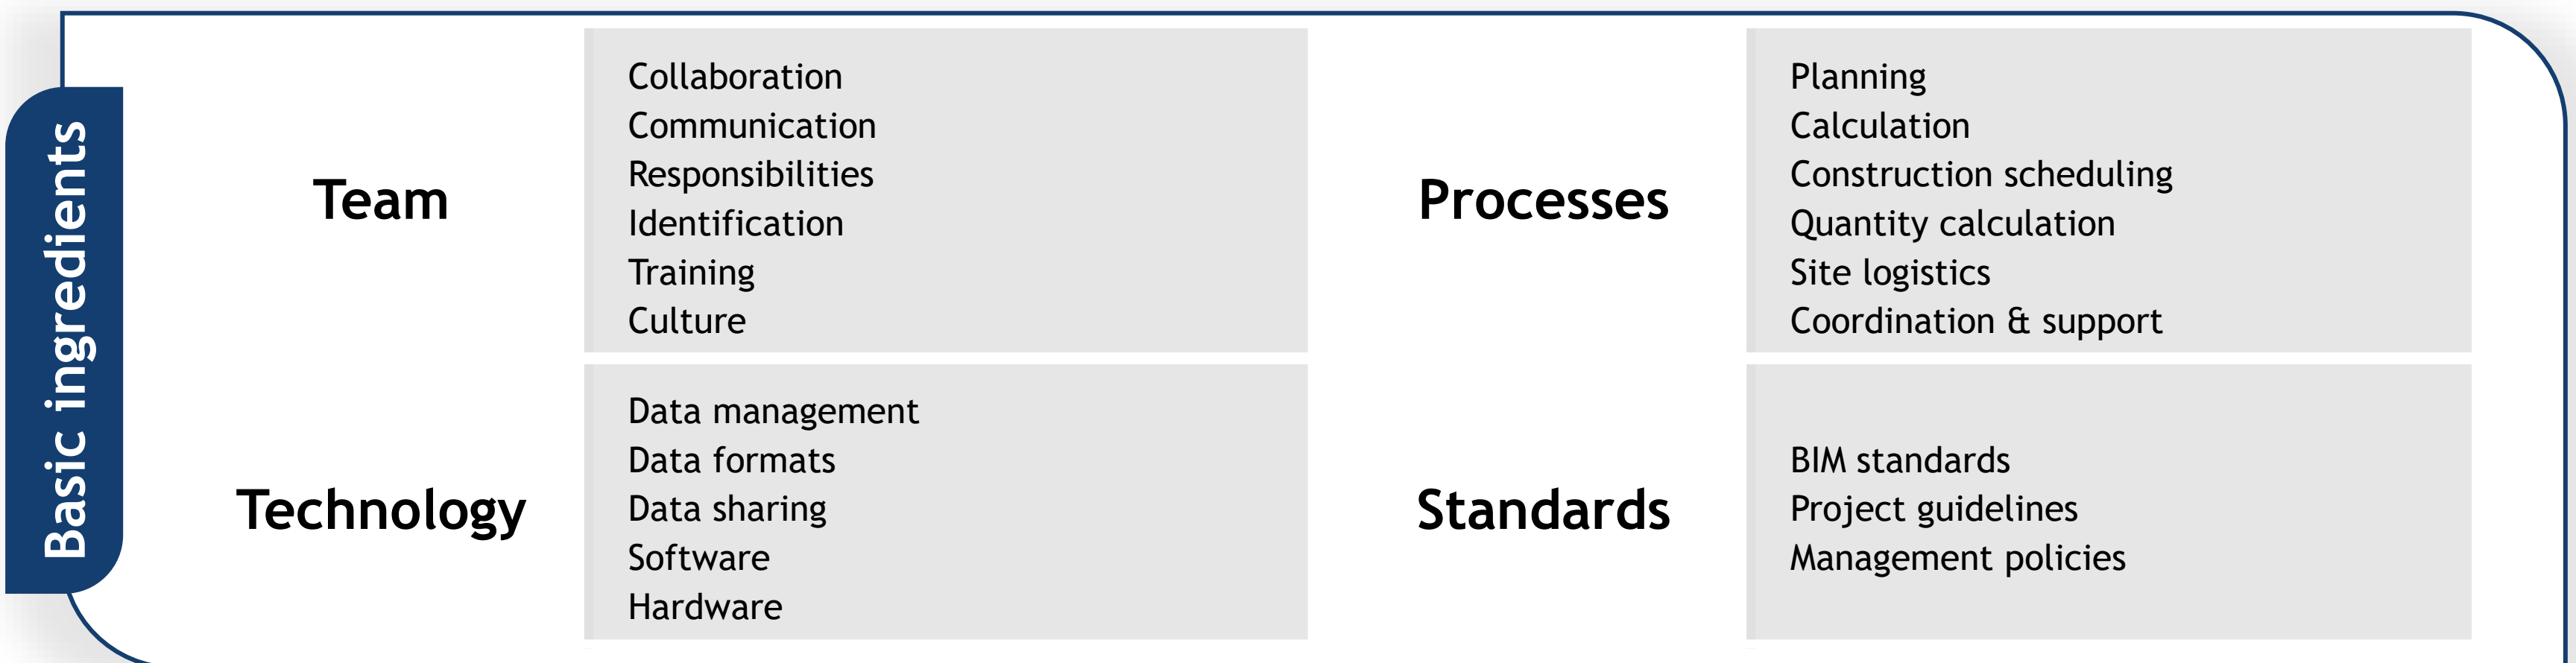 Basic ingredients
Team
Collaboration
Communication
Responsibilities
Identification
Training
Culture
Processes
Planning
Calculation
Construction scheduling
Quantity calculation
Site logistics
Coordination & support
Technology
Data management
Data formats
Data sharing
Software
Hardware
Standards
BIM standards
Project guidelines
Management policies